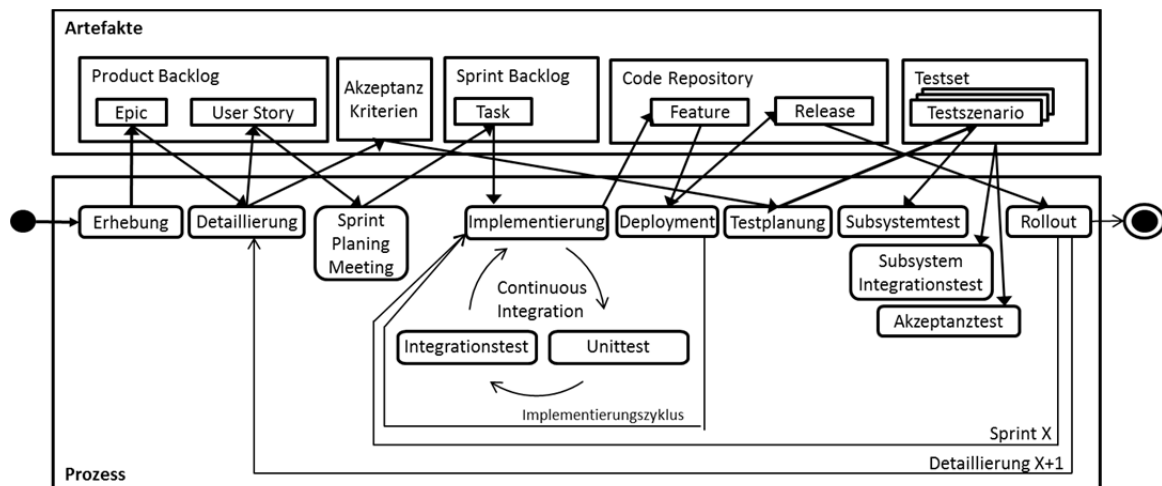 Artefakte
Product Backlog
Epic
User Story
Akzeptanz
Kriterien
Sprint Backlog
Task
Code Repository
Feature
Release
Testset
Testszenario
Erhebung
Detaillierung
Sprint
Planing
Meeting
Implementierung
Deployment
Testplanung
Subsystemtest
Rollout
Subsystem
Integrationstest
Akzeptanztest
Continuous
Integration
Integrationstest
Unittest
Implementierungszyklus
Sprint X
Detaillierung X+1
Prozess